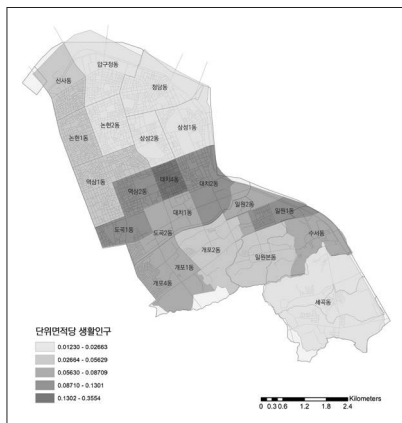 압구정동
신사동
청담동
논현2동
논현1동
삼성2동
삼성1동
역삼1동
역삼2동
대치4동
대치2동
대치1동
일원2동
일원1동
도곡1동
도곡2동
수서동
개포2동
일원본동
개포1동
개포4동
세곡동
단위면적당 생활인구
0.01230 - 0.02663
0.02664 - 0.05629
0.05630 - 0.08709
0.08710 - 0.1301
0.1302 - 0.3554
Kilometers
0 0.3 0.6 1.2 1.8 2.4